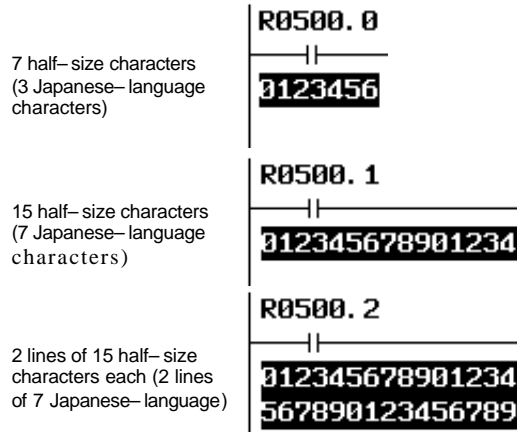 R0500.0
7 half–size characters
(3 Japanese–language
characters)
0123456
R0500.1
15 half–size characters
(7 Japanese–language
characters)
012345678901234
R0500.2
2 lines of 15 half–size
characters each (2 lines
of 7 Japanese–language)
012345678901234
567890123456789